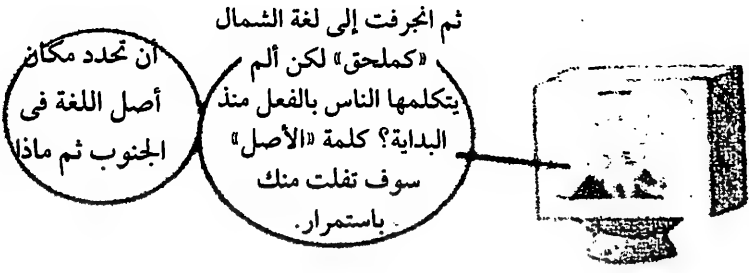 ثم انجرفت إلى لغة الشمال
«كملحق» لكن ألم
يتكلمها الناس بالفعل منذ
البداية؟ كلمة «الأصل»
سوف تفلت منك
باستمرار.
أن تحدد مكان
أصل اللغة فى
الجنوب ثم ماذا